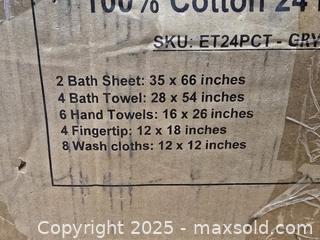 100% Cotton 24
SKU: ET24PCT - GRY
2 Bath Sheet: 35 x 66 inches
4 Bath Towel: 28 x 54 inches
6 Hand Towels: 16 x 26 inches
4 Fingertip: 12 x 18 inches
8 Wash cloths: 12 x 12 inches
Copyright 2025 - maxsold.com